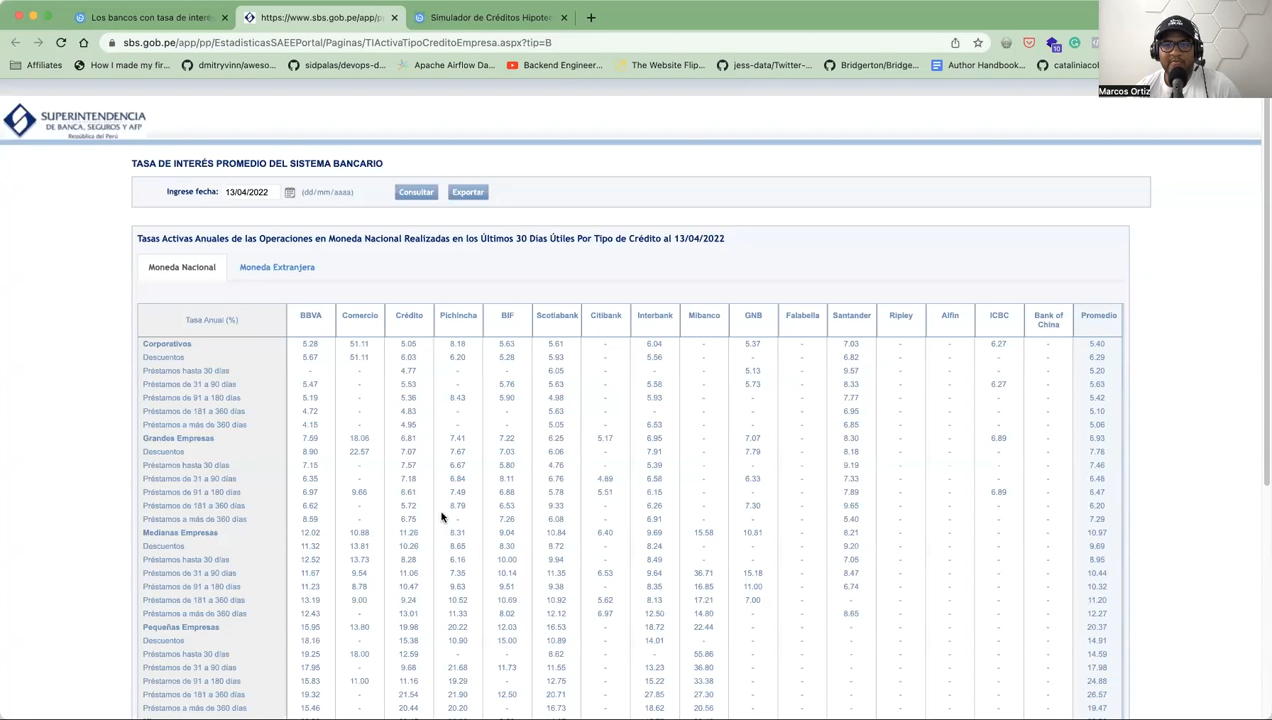 Los bancos con tasa de interés
https://www.sbs.gob.pe/app/p
Simulador de Créditos Hipote
sbs.gob.pe/app/pp/EstadisticasSAEEPortal/Paginas/TIActivaTipoCreditoEmpresa.aspx?tip=B
Affiliates How I made my fir... dmitryvinn/aweso... sidpalas/devops-d... Apache Airflow Da... Backend Engineer... The Website Flip... jess-data/Twitter-... Bridgerton/Bridge... Author Handbook... cataliniacol
10
Marcos Ortiz
SUPERINTENDENCIA
DE BANCA, SEGUROS Y AFP
República del Perú
TASA DE INTERÉS PROMEDIO DEL SISTEMA BANCARIO
Ingrese fecha: 13/04/2022 (dd/mm/aaaa) Consultar Exportar
Tasas Activas Anuales de las Operaciones en Moneda Nacional Realizadas en los Últimos 30 Días Útiles Por Tipo de Crédito al 13/04/2022
Moneda Nacional Moneda Extranjera
Tasa Anual (%) BBVA Comercio Crédito Pichincha BIF Scotiabank Citibank Interbank Mibanco GNB Falabella Santander Ripley Alfin ICBC Bank of China Promedio
Corporativos 5.28 51.11 5.05 8.18 5.63 5.61 - 6.04 - 5.37 - 7.03 - - 6.27 - 5.40
Descuentos 5.67 51.11 6.03 6.20 5.28 5.93 - 5.56 - - - 6.82 - - - - 6.29
Préstamos hasta 30 días - - 4.77 - - 6.05 - - - 5.13 - 9.57 - - - - 5.20
Préstamos de 31 a 90 días 5.47 - 5.53 - 5.76 5.63 - 5.58 - 5.73 - 8.33 - - 6.27 - 5.63
Préstamos de 91 a 180 días 5.19 - 5.36 8.43 5.90 4.98 - 5.93 - - - 7.77 - - - - 5.42
Préstamos de 181 a 360 días 4.72 - 4.83 - - 5.63 - - - - - 6.95 - - - - 5.10
Préstamos a más de 360 días 4.15 - 4.95 - - 5.05 - 6.53 - - - 6.85 - - - - 5.06
Grandes Empresas 7.59 18.06 6.81 7.41 7.22 6.25 5.17 6.95 - 7.07 - 8.30 - - 6.89 - 6.93
Descuentos 8.90 22.57 7.07 7.67 7.03 6.06 - 7.91 - 7.79 - 8.18 - - - - 7.78
Préstamos hasta 30 días 7.15 - 7.57 6.67 5.80 4.76 - 5.39 - - - 9.19 - - - - 7.46
Préstamos de 31 a 90 días 6.35 - 7.18 6.84 8.11 6.76 4.89 6.58 - 6.33 - 7.33 - - - - 6.48
Préstamos de 91 a 180 días 6.97 9.66 6.61 7.49 6.88 5.78 5.51 6.15 - - - 7.89 - - 6.89 - 6.47
Préstamos de 181 a 360 días 6.62 - 5.72 8.79 6.53 9.33 - 6.26 - 7.30 - 9.65 - - - - 6.20
Préstamos a más de 360 días 8.59 - 6.75 - 7.26 6.08 - 6.91 - - - 5.40 - - - - 7.29
Medianas Empresas 12.02 10.88 11.26 8.31 9.04 10.84 6.40 9.69 15.58 10.81 - 8.21 - - - - 10.97
Descuentos 11.32 13.81 10.26 8.65 8.30 8.72 - 8.24 - - - 9.20 - - - - 9.69
Préstamos hasta 30 días 12.52 13.73 8.28 6.16 10.00 9.94 - 8.49 - - - 7.05 - - - - 8.95
Préstamos de 31 a 90 días 11.67 9.54 11.06 7.35 10.14 11.35 6.53 9.64 36.71 15.18 - 8.47 - - - - 10.44
Préstamos de 91 a 180 días 11.23 8.78 10.47 9.63 9.51 9.38 - 8.35 16.85 11.00 - 6.74 - - - - 10.32
Préstamos de 181 a 360 días 13.19 9.00 9.24 10.52 10.69 10.92 5.62 8.13 17.21 7.00 - - - - - - 11.20
Préstamos a más de 360 días 12.43 - 13.01 11.33 8.02 12.12 6.97 12.50 14.80 - - 8.65 - - - - 12.27
Pequeñas Empresas 15.95 13.80 19.98 20.22 12.03 16.53 - 18.72 22.44 - - - - - - - 20.37
Descuentos 18.16 - 15.38 10.90 15.00 10.89 - 14.01 - - - - - - - - 14.91
Préstamos hasta 30 días 19.25 18.00 12.59 - - 8.62 - - 55.86 - - - - - - - 14.59
Préstamos de 31 a 90 días 17.95 - 9.68 21.68 11.73 11.55 - 13.23 36.80 - - - - - - - 17.98
Préstamos de 91 a 180 días 15.83 11.00 11.16 19.29 - 12.75 - 15.22 33.38 - - - - - - - 24.88
Préstamos de 181 a 360 días 19.32 - 21.54 21.90 12.50 20.71 - 27.85 27.30 - - - - - - - 26.57
Préstamos a más de 360 días 15.46 - 20.44 20.20 - 16.73 - 18.62 20.56 - - - - - - - 19.47